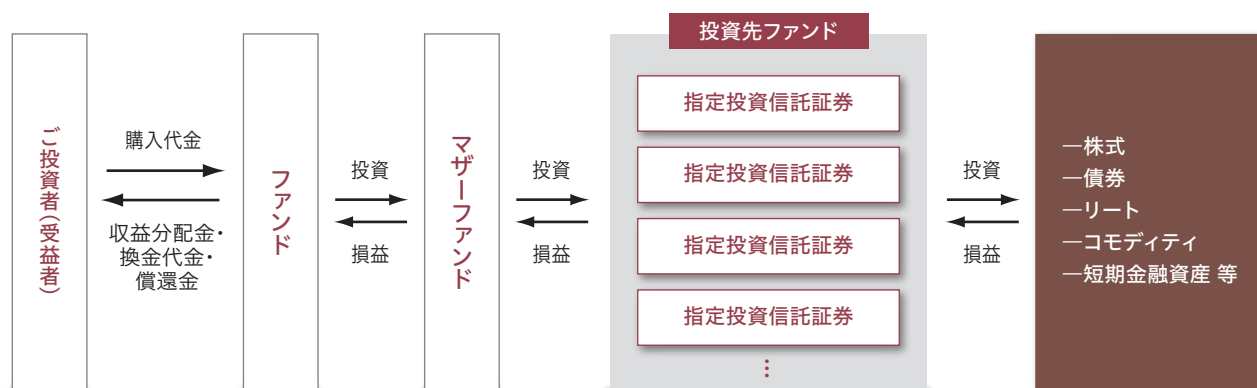 ご投資者(受益者)
購入代金
収益分配金・
換金代金・
償還金
ファンド
投資
損益
マザーファンド
投資
損益
投資先ファンド
指定投資信託証券
指定投資信託証券
指定投資信託証券
指定投資信託証券
⋮
投資
損益
―株式
―債券
―リート
―コモディティ
―短期金融資産 等